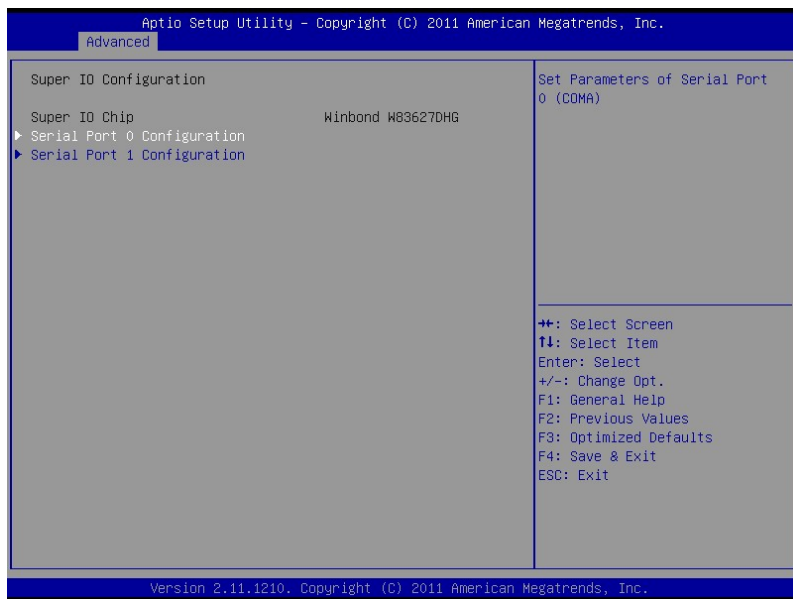 Aptio Setup Utility – Copyright (C) 2011 American Megatrends, Inc.
Advanced
Super IO Configuration
Super IO Chip Winbond W83627DHG
▶ Serial Port 0 Configuration
▶ Serial Port 1 Configuration
Set Parameters of Serial Port
0 (COMA)
→←: Select Screen
↑↓: Select Item
Enter: Select
+/-: Change Opt.
F1: General Help
F2: Previous Values
F3: Optimized Defaults
F4: Save & Exit
ESC: Exit
Version 2.11.1210. Copyright (C) 2011 American Megatrends, Inc.